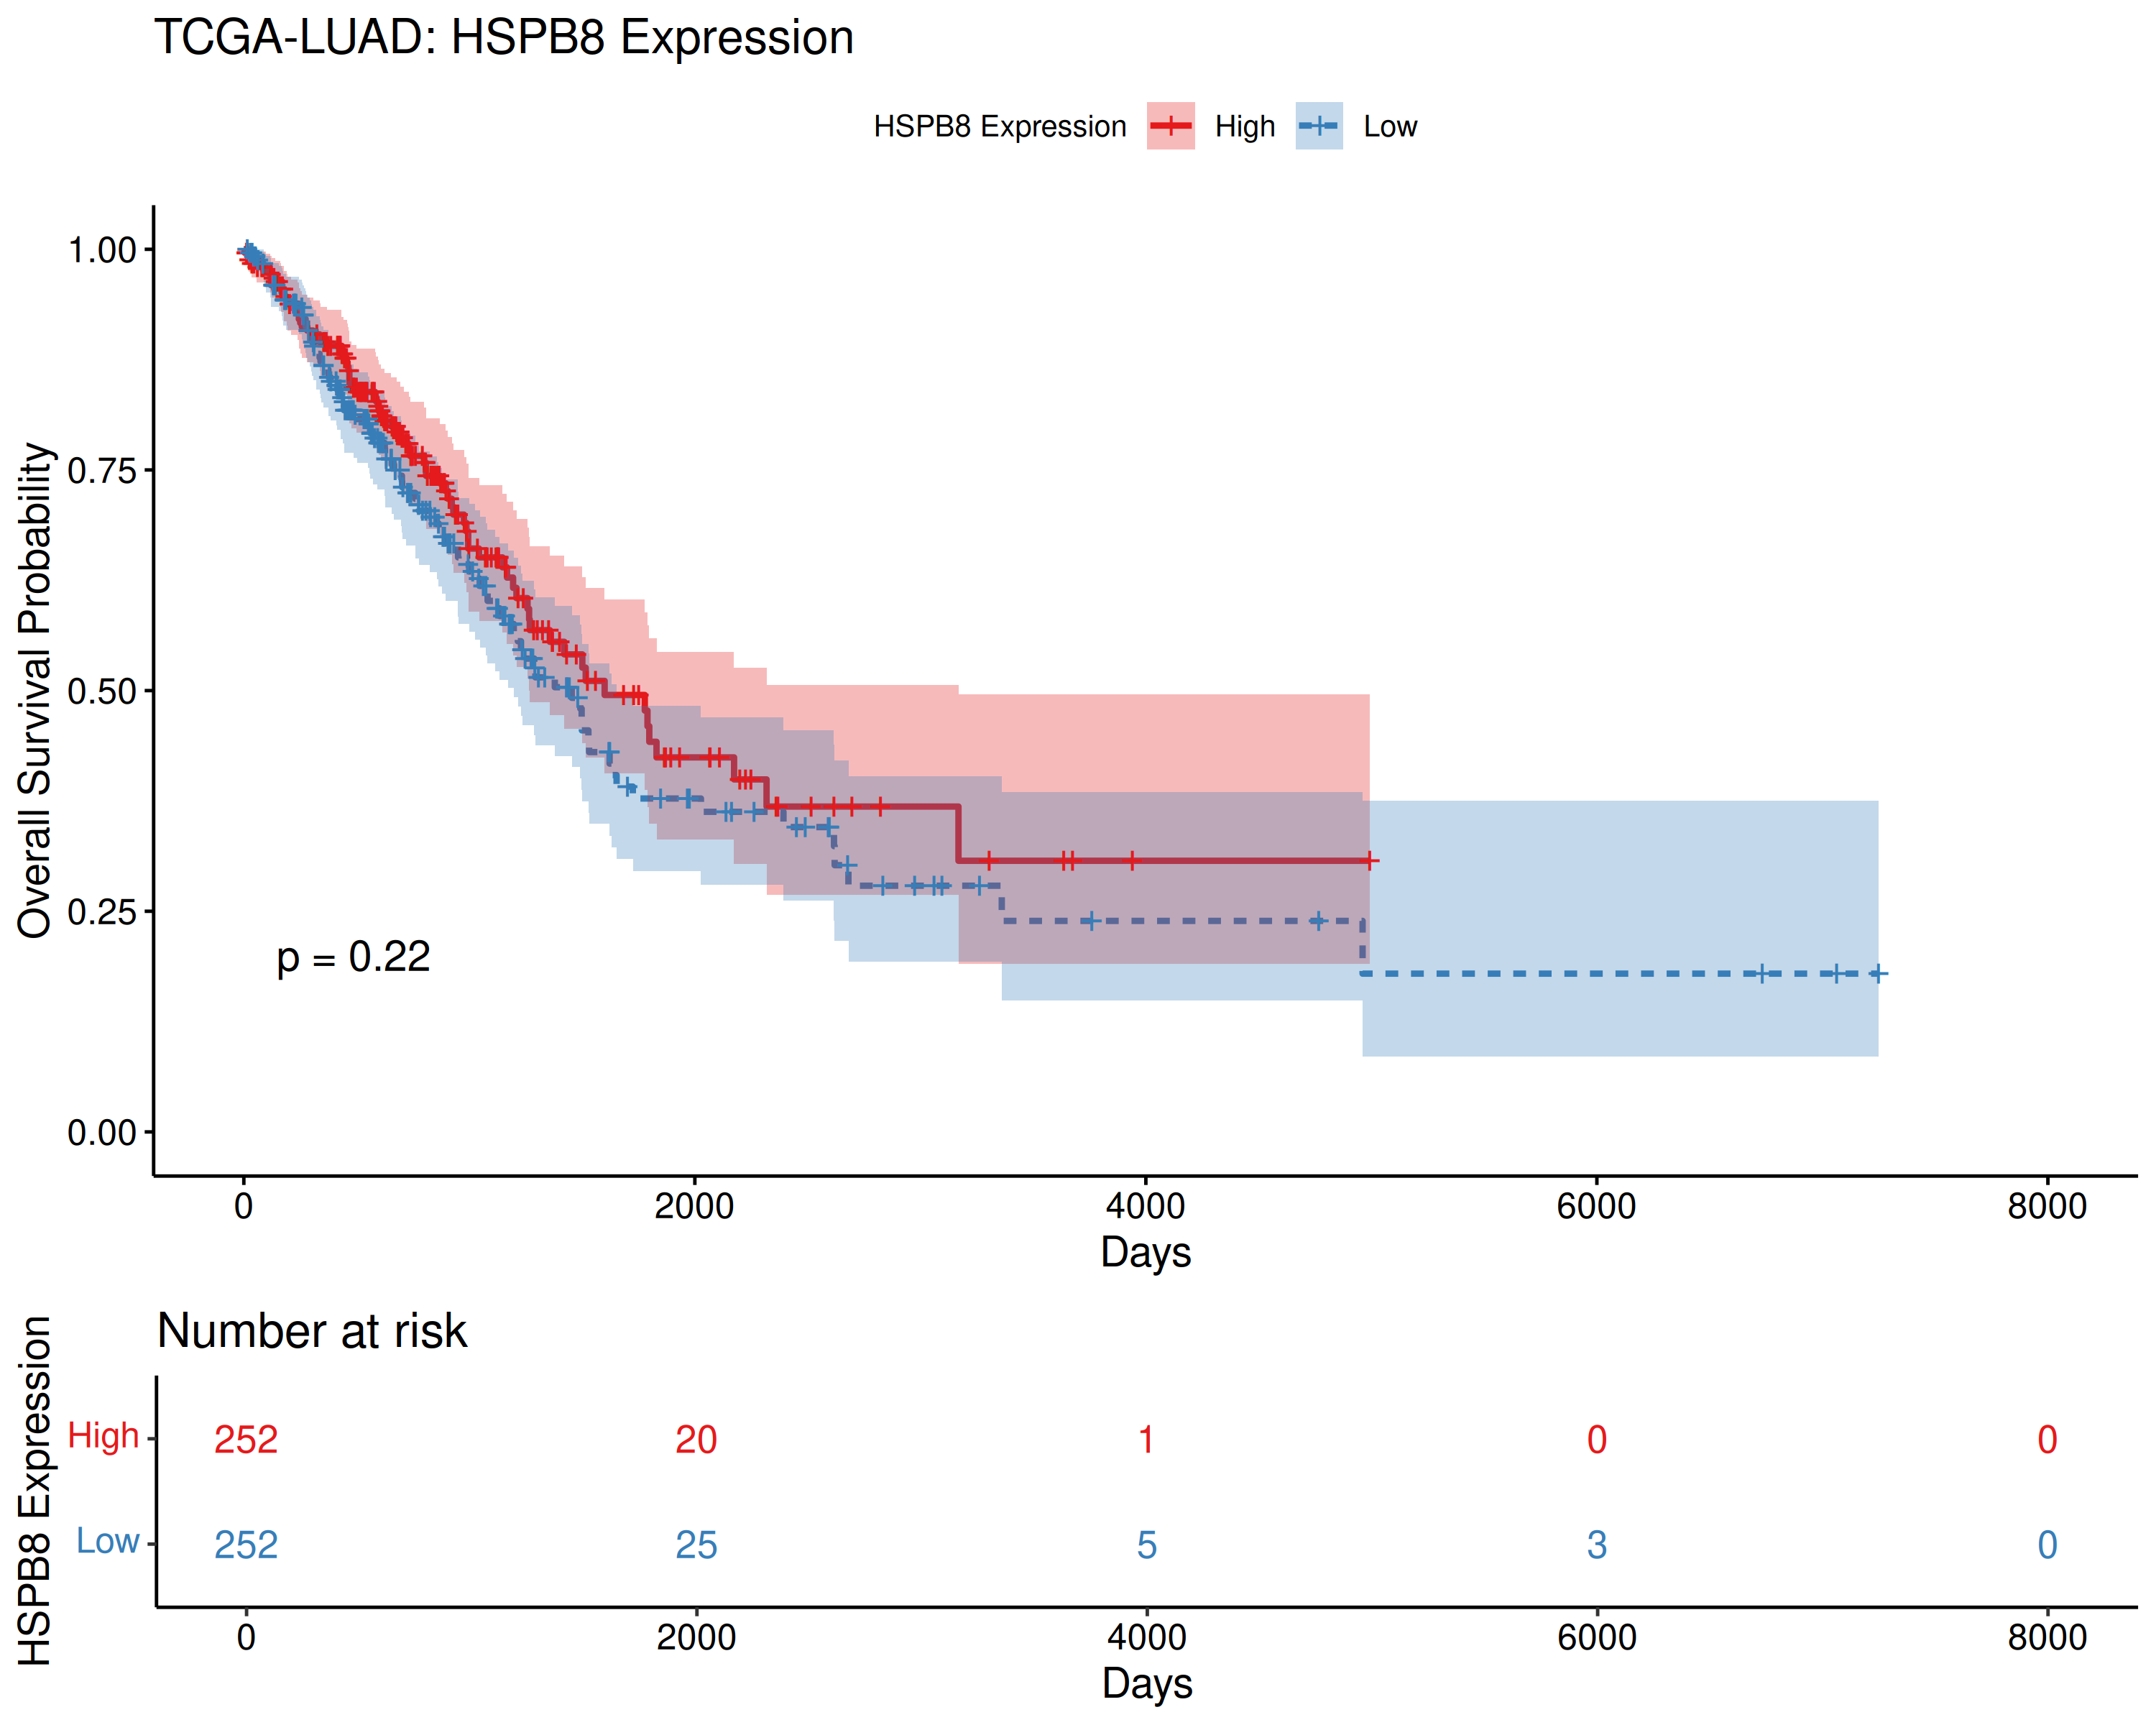 TCGA-LUAD: HSPB8 Expression
HSPB8 Expression High Low
Overall Survival Probability
1.00
0.75
0.50
0.25
0.00
p = 0.22
0 2000 4000 6000 8000
Days
Number at risk
HSPB8 Expression
High 252 20 1 0 0
Low 252 25 5 3 0
0 2000 4000 6000 8000
Days